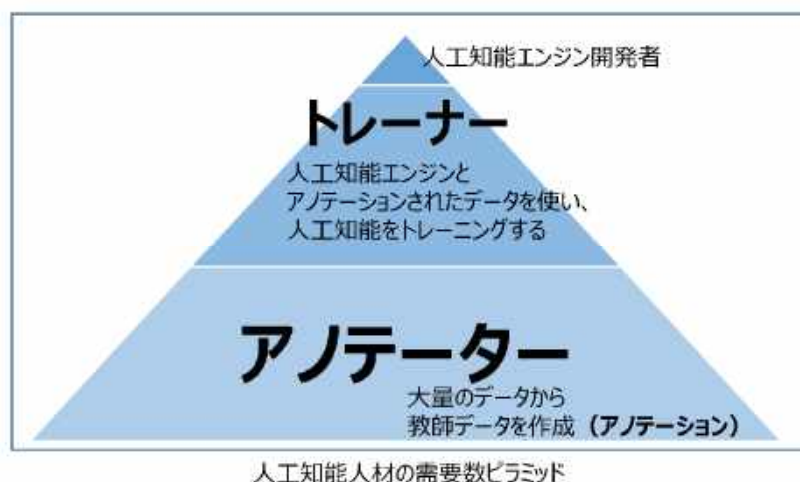 人工知能エンジン開発者
トレーナー
人工知能エンジンと
アノテーションされたデータを使い、
人工知能をトレーニングする
アノテーター
大量のデータから
教師データを作成（アノテーション）
人工知能人材の需要数ピラミッド